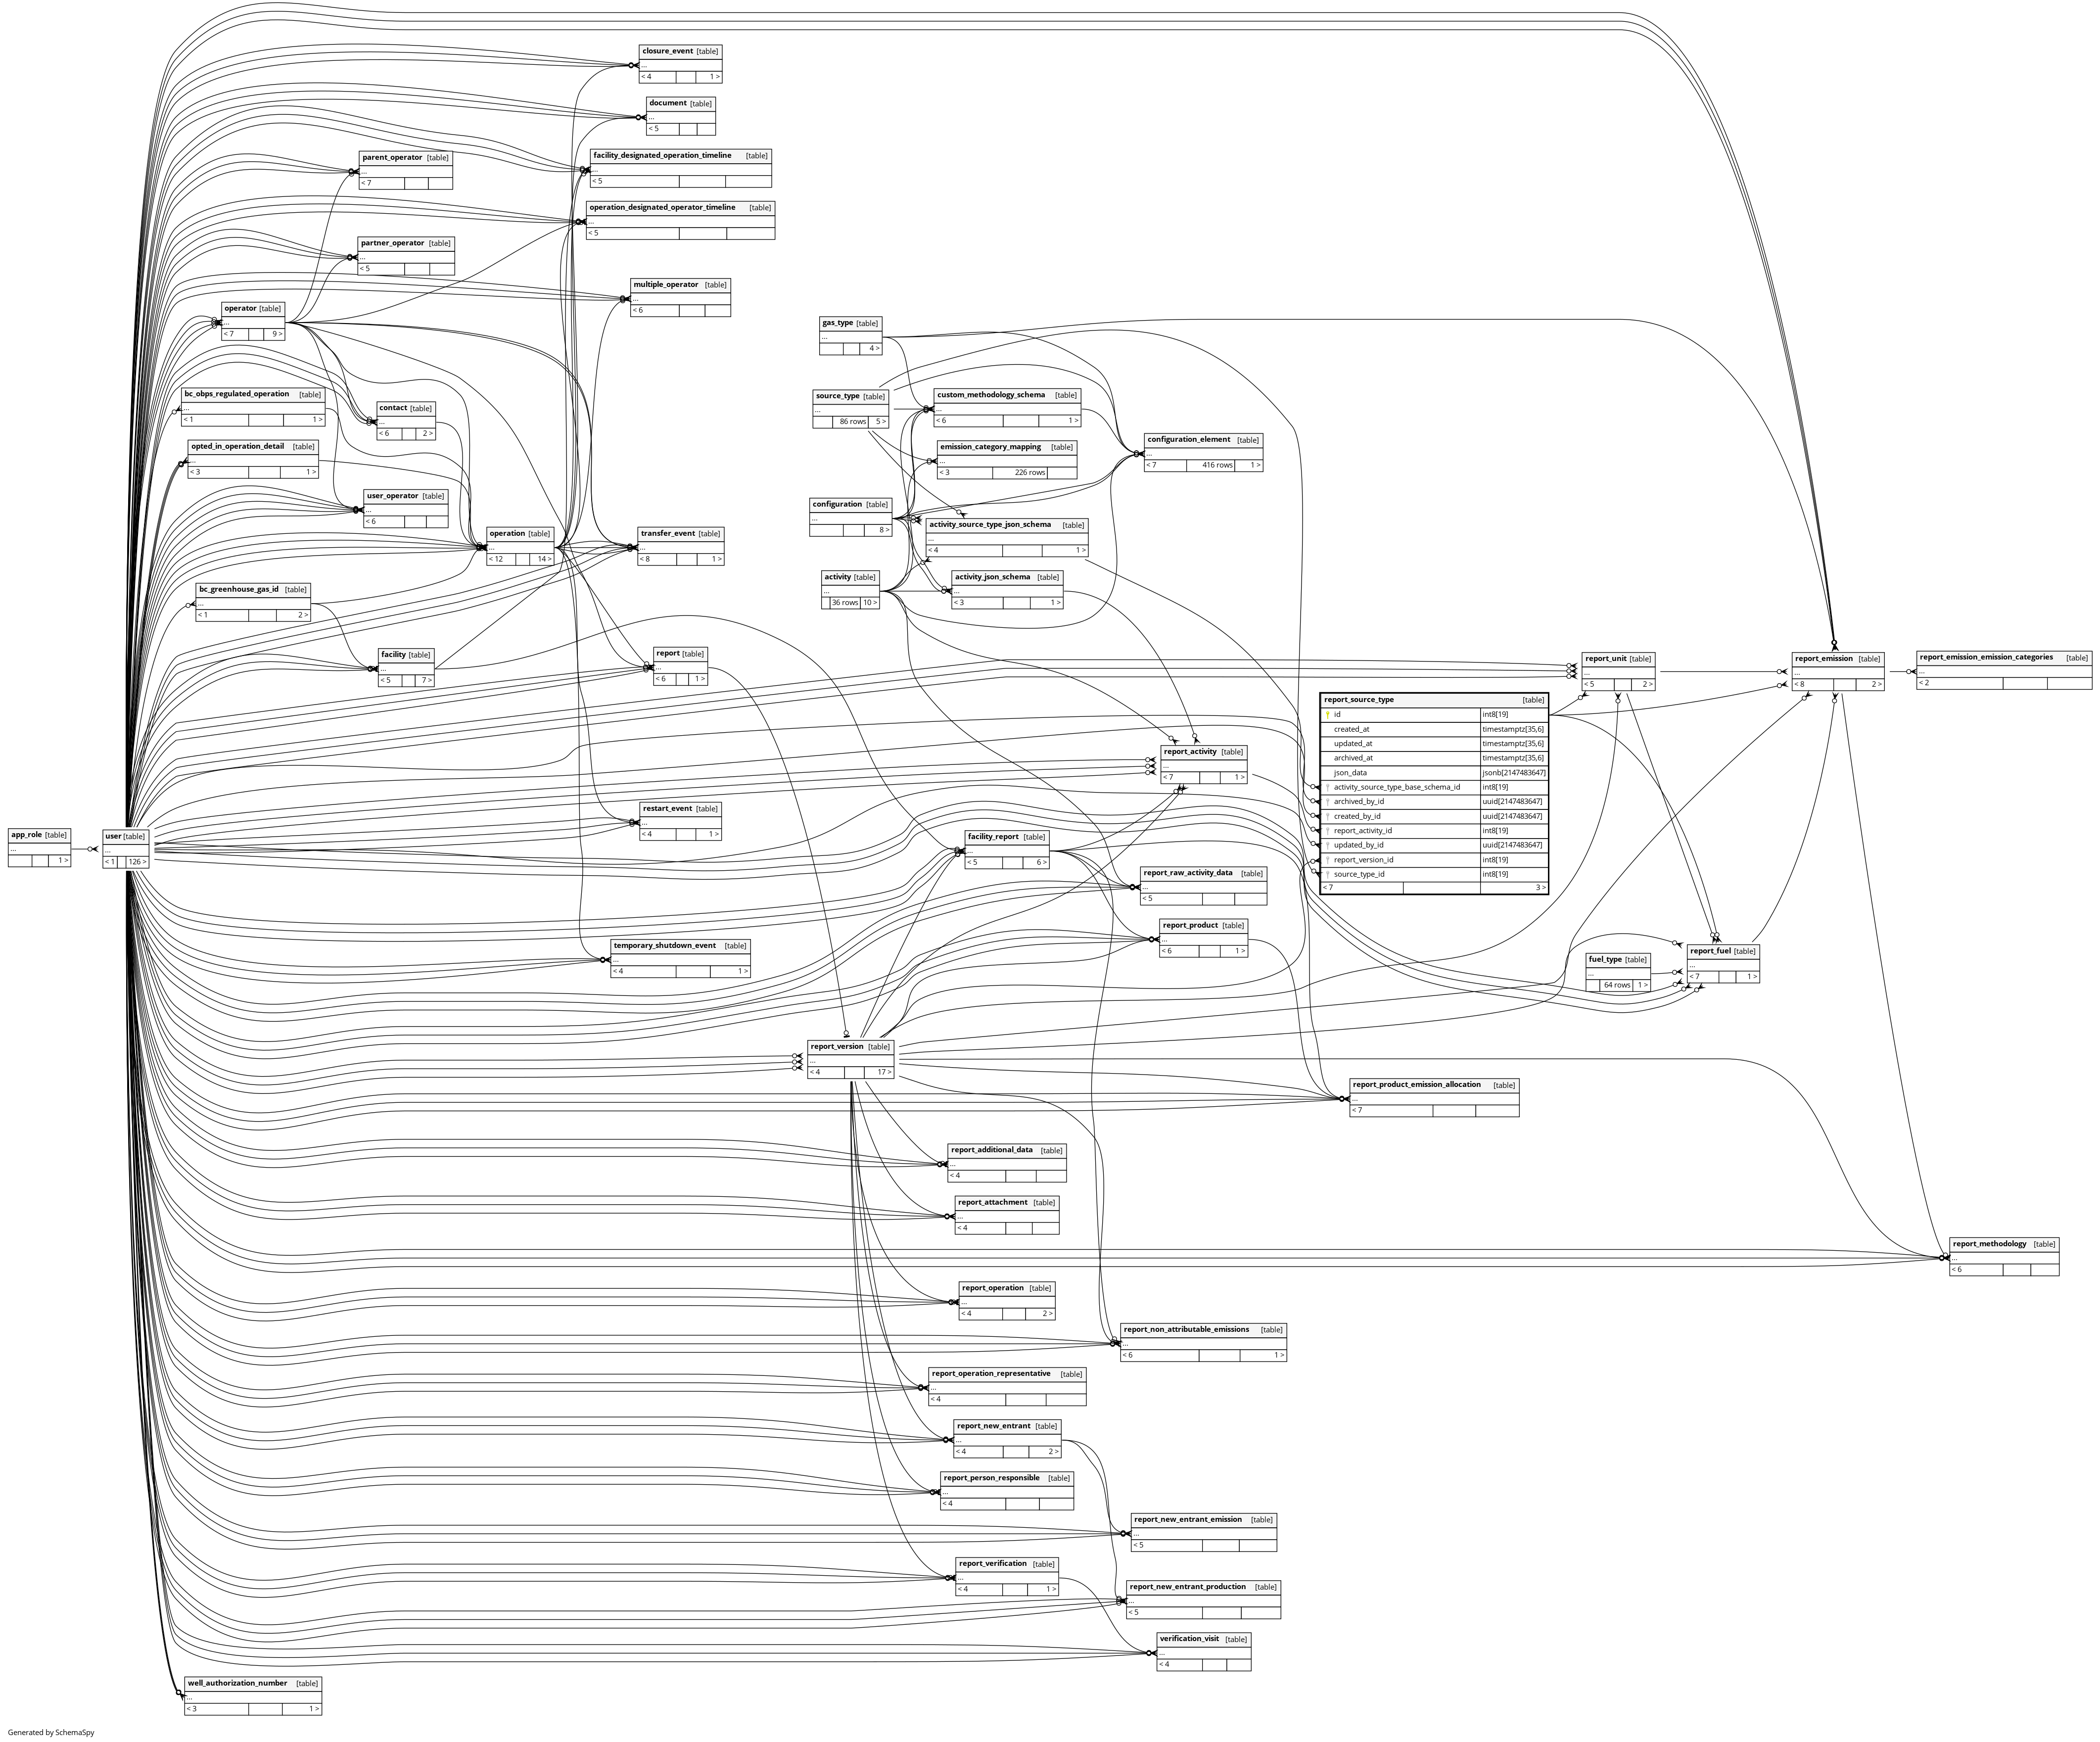 closure_event [table]
...
< 4 1 >
document [table]
...
< 5
facility_designated_operation_timeline [table]
...
< 5
parent_operator [table]
...
< 7
operation_designated_operator_timeline [table]
...
< 5
partner_operator [table]
...
< 5
multiple_operator [table]
...
< 6
operator [table]
...
< 7 9 >
gas_type [table]
...
4 >
bc_obps_regulated_operation [table]
...
< 1 1 >
contact [table]
...
< 6 2 >
source_type [table]
...
86 rows 5 >
custom_methodology_schema [table]
...
< 6 1 >
opted_in_operation_detail [table]
...
< 3 1 >
emission_category_mapping [table]
...
< 3 226 rows
configuration_element [table]
...
< 7 416 rows 1 >
user_operator [table]
...
< 6
configuration [table]
...
8 >
operation [table]
...
< 12 14 >
transfer_event [table]
...
< 8 1 >
activity_source_type_json_schema [table]
...
< 4 1 >
bc_greenhouse_gas_id [table]
...
< 1 2 >
activity [table]
...
36 rows 10 >
activity_json_schema [table]
...
< 3 1 >
facility [table]
...
< 5 7 >
report [table]
...
< 6 1 >
report_unit [table]
...
< 5 2 >
report_emission [table]
...
< 8 2 >
report_emission_emission_categories [table]
...
< 2
report_source_type [table]
id int8[19]
created_at timestamptz[35,6]
updated_at timestamptz[35,6]
archived_at timestamptz[35,6]
json_data jsonb[2147483647]
activity_source_type_base_schema_id int8[19]
archived_by_id uuid[2147483647]
created_by_id uuid[2147483647]
report_activity_id int8[19]
updated_by_id uuid[2147483647]
report_version_id int8[19]
source_type_id int8[19]
< 7 3 >
report_activity [table]
...
< 7 1 >
restart_event [table]
...
< 4 1 >
app_role [table]
...
1 >
user [table]
...
< 1 126 >
facility_report [table]
...
< 5 6 >
report_raw_activity_data [table]
...
< 5
report_product [table]
...
< 6 1 >
temporary_shutdown_event [table]
...
< 4 1 >
fuel_type [table]
...
64 rows 1 >
report_fuel [table]
...
< 7 1 >
report_version [table]
...
< 4 17 >
report_product_emission_allocation [table]
...
< 7
report_additional_data [table]
...
< 4
report_attachment [table]
...
< 4
report_methodology [table]
...
< 6
report_operation [table]
...
< 4 2 >
report_non_attributable_emissions [table]
...
< 6 1 >
report_operation_representative [table]
...
< 4
report_new_entrant [table]
...
< 4 2 >
report_person_responsible [table]
...
< 4
report_new_entrant_emission [table]
...
< 5
report_verification [table]
...
< 4 1 >
report_new_entrant_production [table]
...
< 5
verification_visit [table]
...
< 4
well_authorization_number [table]
...
< 3 1 >
Generated by SchemaSpy